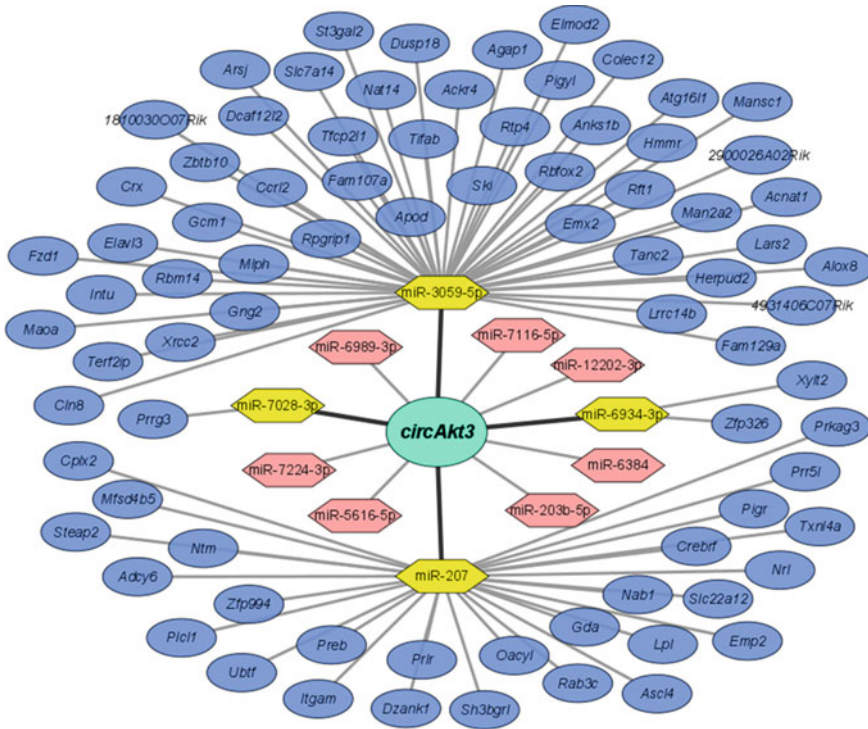 Elmod2
St3gal2
Dusp18
Agap1
Colec12
Arsj
Slc7a14
Nat14
Ackr4
Pigyl
Atg16l1
Mansc1
1810030O07Rik
Dcaf12l2
Tfcp2l1
Tifab
Rtp4
Anks1b
Hmmr
2900026A02Rik
Zbtb10
Ccrl2
Fam107a
Ski
Rbfox2
Rft1
Acnat1
Crx
Gcm1
Rpgrip1
Apod
Emx2
Man2a2
Fzd1
Elavl3
Mlph
Tanc2
Lars2
Alox8
Intu
Rbm14
miR-3059-5p
Herpud2
4931406C07Rik
Maoa
Gng2
Lrrc14b
Terf2ip
Xrcc2
miR-6989-3p
miR-7116-5p
Fam129a
miR-12202-3p
Cln8
Prrg3
miR-7028-3p
circAkt3
miR-6934-3p
Xylt2
Zfp326
Cplx2
miR-7224-3p
miR-6384
Prkag3
Mfsd4b5
miR-5616-5p
miR-203b-5p
Prr5l
Steap2
Ntm
Pigr
Txnl4a
Adcy6
miR-207
Crebrf
Nrl
Zfp994
Nab1
Slc22a12
Plcl1
Preb
Prlr
Oacyl
Gda
Lpl
Emp2
Ubtf
Itgam
Dzank1
Sh3bgrl
Rab3c
Ascl4